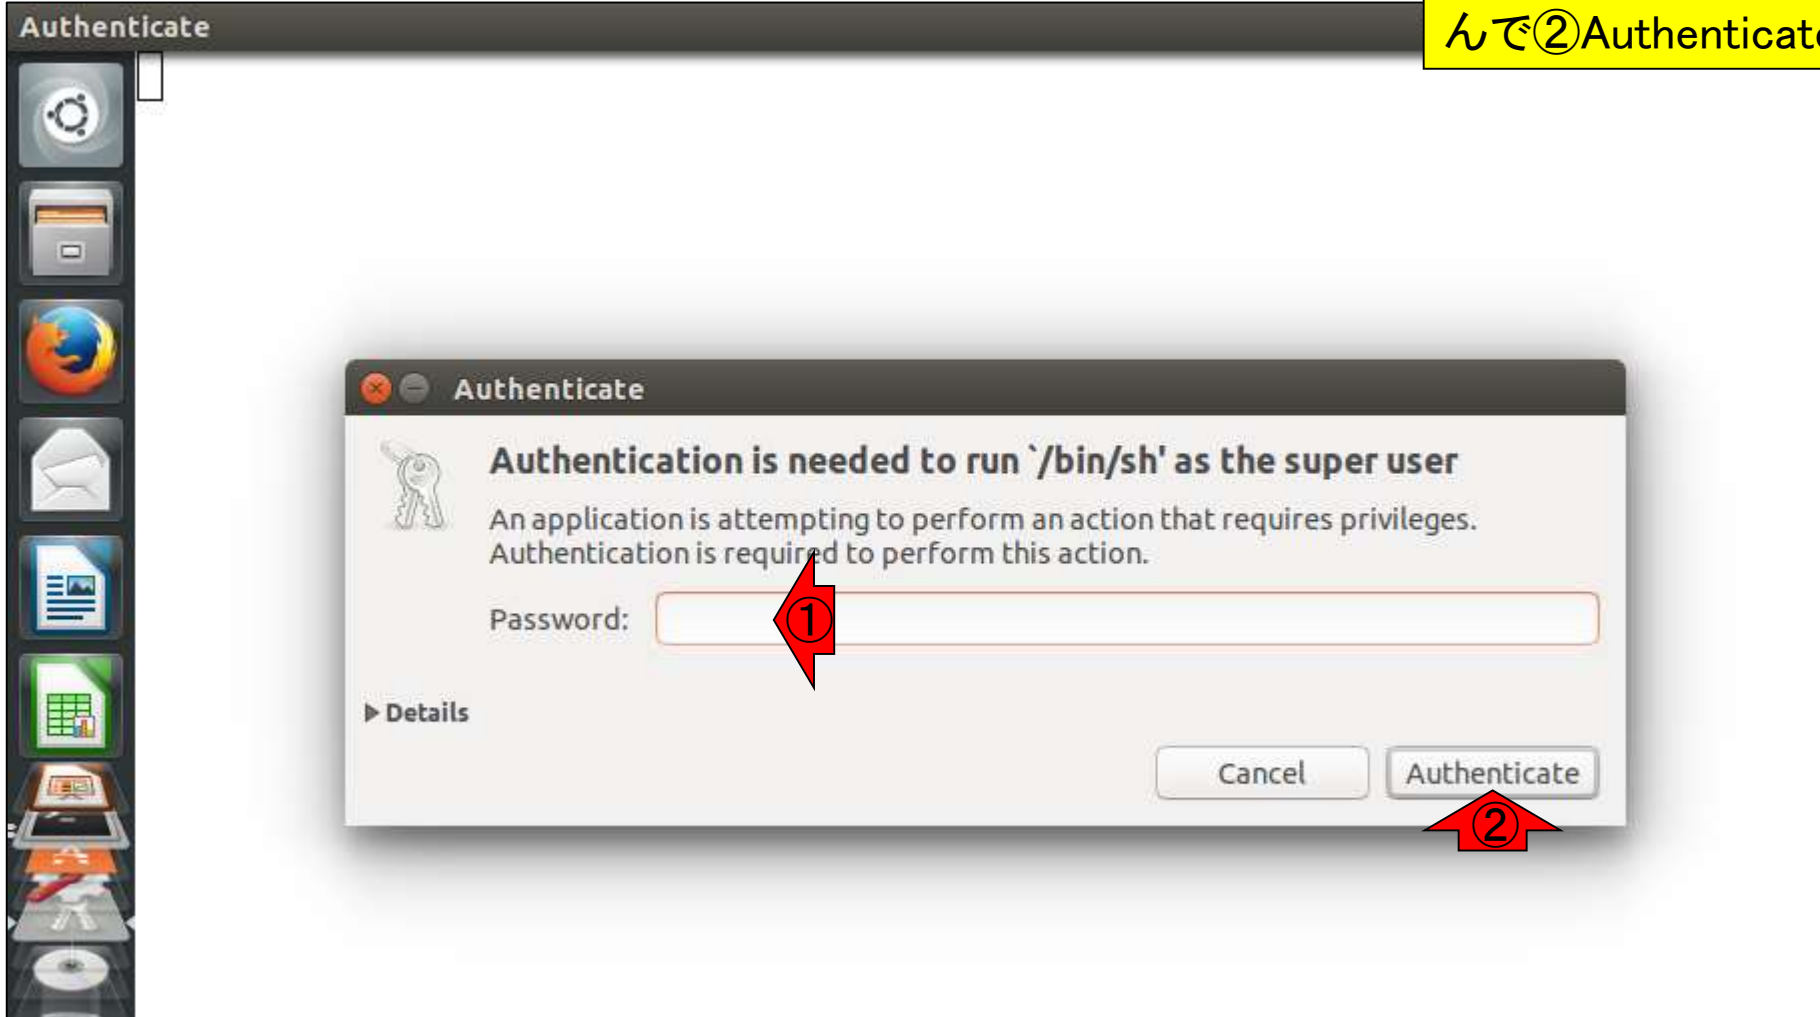 Authenticate
んで②Authenticate
Authenticate
Authentication is needed to run `/bin/sh' as the super user
An application is attempting to perform an action that requires privileges.
Authentication is required to perform this action.
Password:
①
Details
Cancel
Authenticate
②